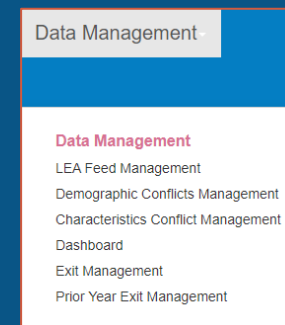 Data Management
Data Management
LEA Feed Management
Demographic Conflicts Management
Characteristics Conflict Management
Dashboard
Exit Management
Prior Year Exit Management